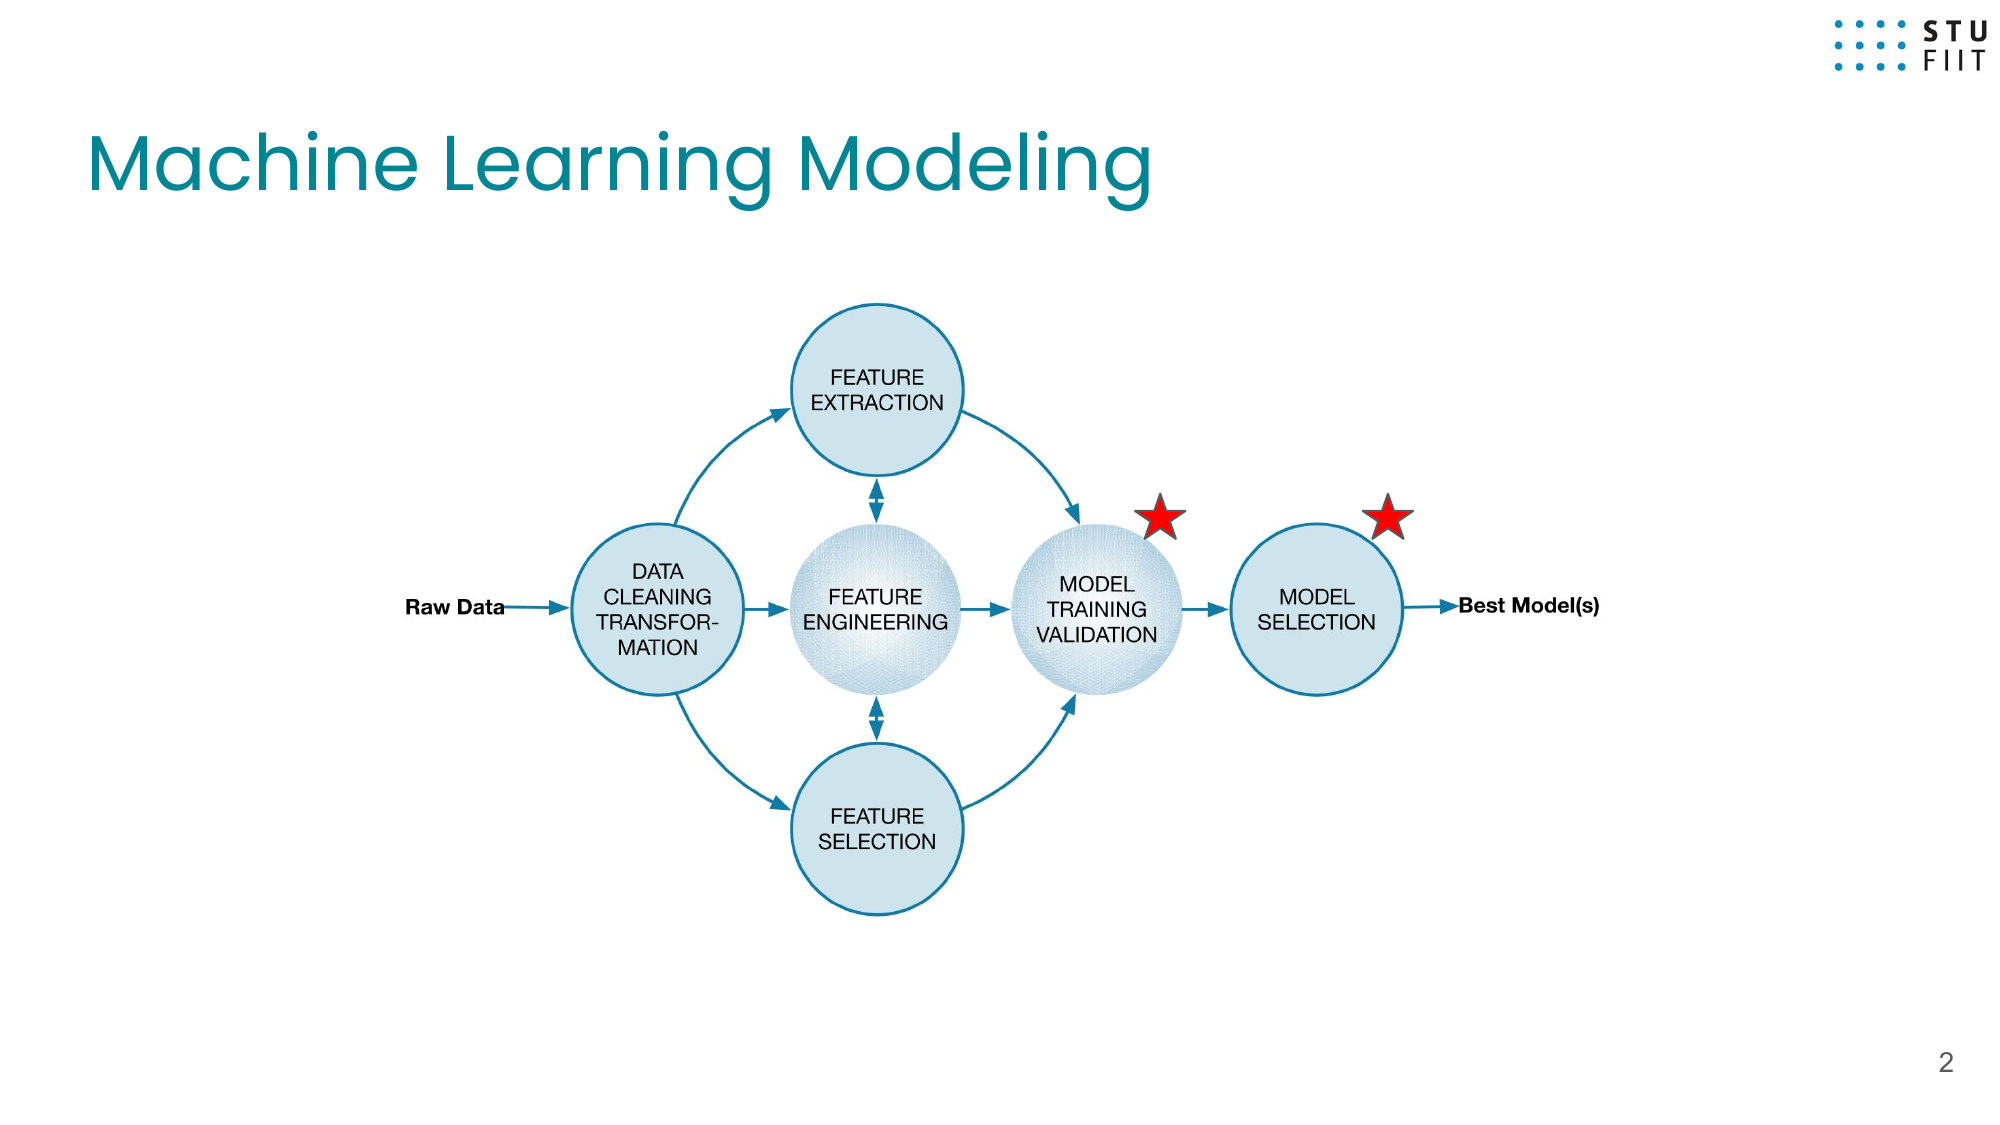 STU
FIIT
Machine Learning Modeling
FEATURE
EXTRACTION
Raw Data
DATA
CLEANING
TRANSFOR-
MATION
FEATURE
ENGINEERING
MODEL
TRAINING
VALIDATION
MODEL
SELECTION
Best Model(s)
FEATURE
SELECTION
2